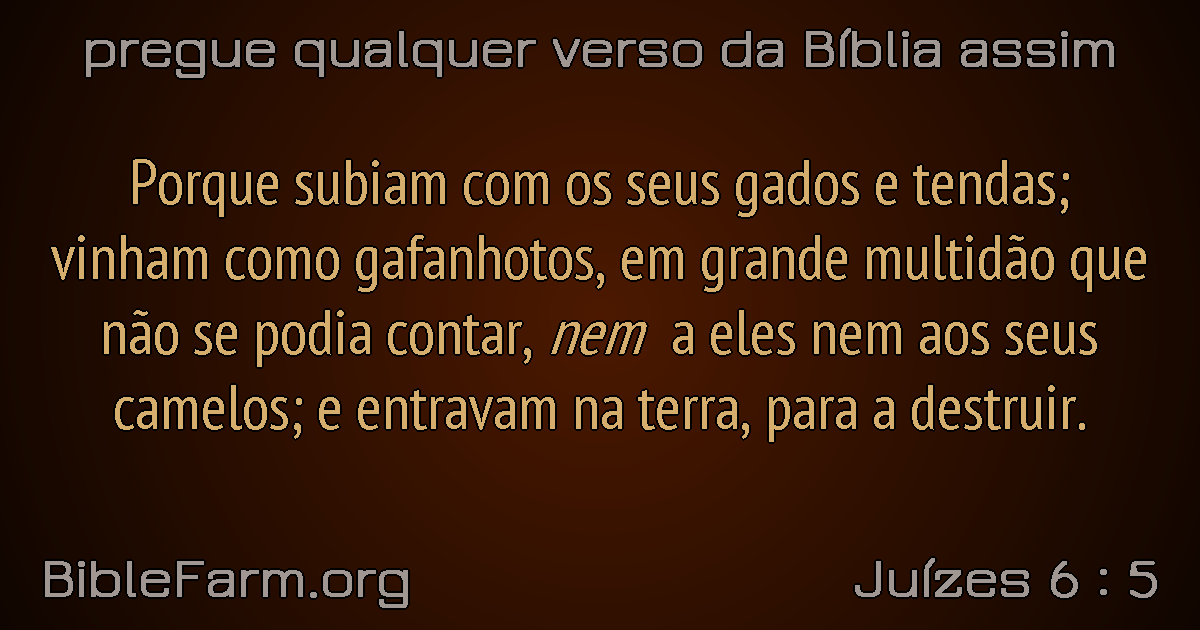 pregue qualquer verso da Bíblia assim
Porque subiam com os seus gados e tendas;
vinham como gafanhotos, em grande multidão que
não se podia contar, nem a eles nem aos seus
camelos; e entravam na terra, para a destruir.
BibleFarm.org
Juízes 6 : 5